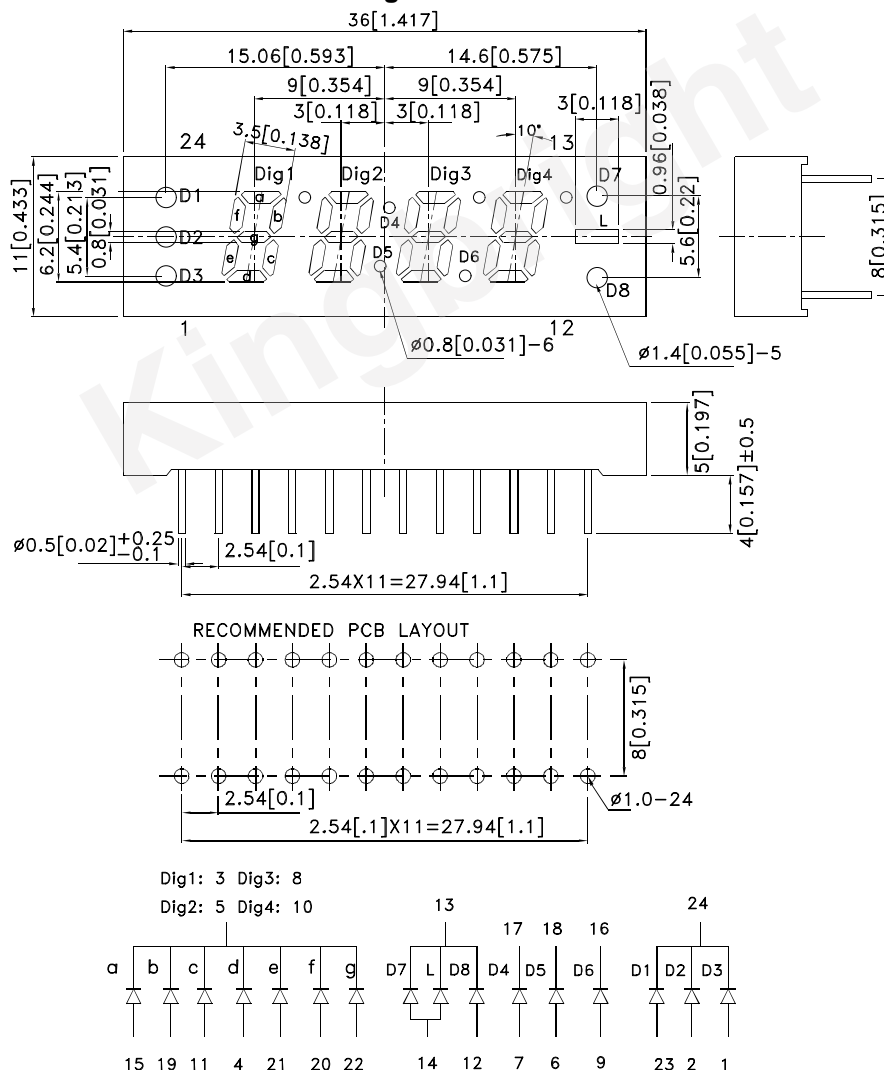 36[1.417]
15.06[0.593]
14.6[0.575]
9[0.354]
9[0.354]
3[0.118]
3[0.118]
3[0.118]
3.5[0.138]
10°
0.96[0.038]
24
13
Dig1
Dig2
Dig3
Dig4
D7
D1
a
f
b
D4
L
D2
g
D5
e
c
D6
D3
d
D8
11[0.433]
6.2[0.244]
5.4[0.213]
0.8[0.031]
5.6[0.22]
8[0.315]
1
12
ø0.8[0.031]-6
ø1.4[0.055]-5
Kingbright
5[0.197]
4[0.157]±0.5
ø0.5[0.02]+0.25
-0.1
2.54[0.1]
2.54X11=27.94[1.1]
RECOMMENDED PCB LAYOUT
8[0.315]
2.54[0.1]
ø1.0-24
2.54[.1]X11=27.94[1.1]
Dig1: 3 Dig3: 8
Dig2: 5 Dig4: 10
13
24
17 18 16
a b c d e f g
D7 L D8 D4 D5 D6 D1 D2 D3
15 19 11 4 21 20 22 14 12 7 6 9 23 2 1